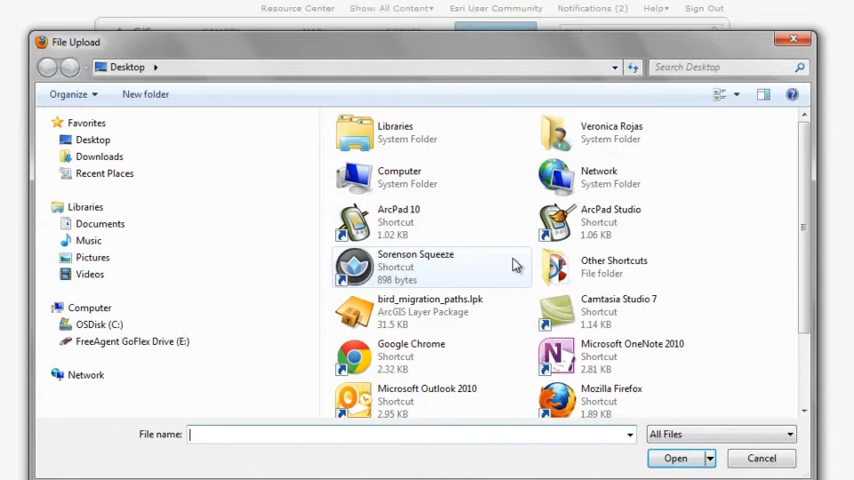 Resource Center Show: All Content▾ Esri User Community Notifications (2) Help▾ Sign Out
File Upload
Desktop
Search Desktop
Organize New folder
Favorites
Desktop
Downloads
Recent Places
Libraries
Documents
Music
Pictures
Videos
Computer
OSDisk (C:)
FreeAgent GoFlex Drive (E:)
Network
Libraries
System Folder
Veronica Rojas
System Folder
Computer
System Folder
Network
System Folder
ArcPad 10
Shortcut
1.02 KB
ArcPad Studio
Shortcut
1.06 KB
Sorenson Squeeze
Shortcut
898 bytes
Other Shortcuts
File folder
bird_migration_paths.lpk
ArcGIS Layer Package
31.5 KB
Camtasia Studio 7
Shortcut
1.14 KB
Google Chrome
Shortcut
2.32 KB
Microsoft OneNote 2010
Shortcut
2.81 KB
Microsoft Outlook 2010
Shortcut
2.95 KB
Mozilla Firefox
Shortcut
1.89 KB
File name: All Files
Open Cancel